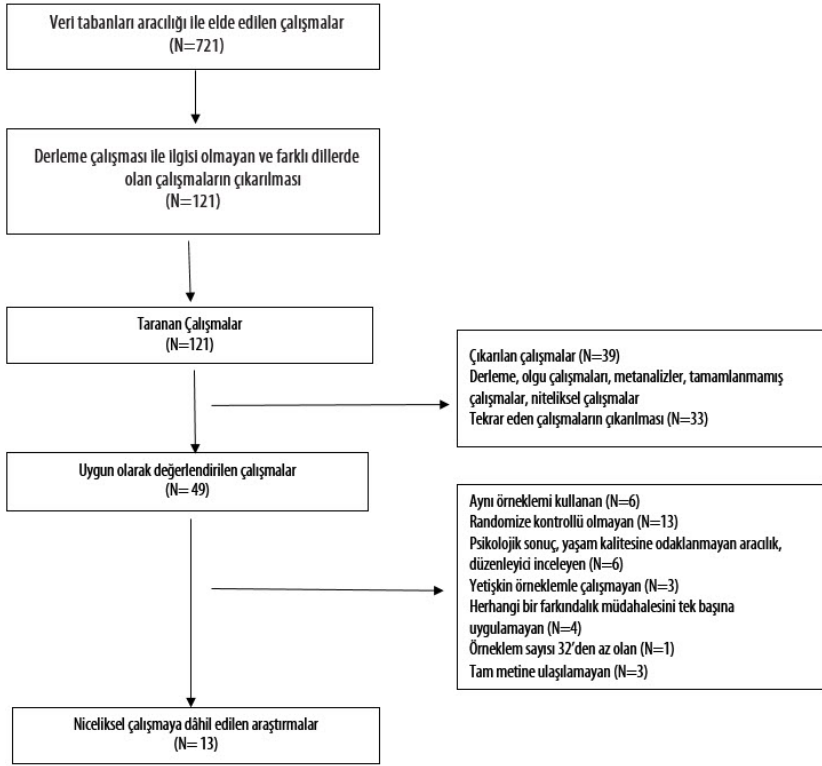 Veri tabanları aracılığı ile elde edilen çalışmalar
(N=721)
Derleme çalışması ile ilgisi olmayan ve farklı dillerde
olan çalışmaların çıkarılması
(N=121)
Taranan Çalışmalar
(N=121)
Çıkarılan çalışmalar (N=39)
Derleme, olgu çalışmaları, metanalizler, tamamlanmamış
çalışmalar, niteliksel çalışmalar
Tekrar eden çalışmaların çıkarılması (N=33)
Uygun olarak değerlendirilen çalışmalar
(N= 49)
Aynı örneklemi kullanan (N=6)
Randomize kontrollü olmayan (N=13)
Psikolojik sonuç, yaşam kalitesine odaklanmayan aracılık,
düzenleyici inceleyen (N=6)
Yetişkin örneklemle çalışmayan (N=3)
Herhangi bir farkındalık müdahalesini tek başına
uygulamayan (N=4)
Örneklem sayısı 32'den az olan (N=1)
Tam metine ulaşılamayan (N=3)
Niceliksel çalışmaya dâhil edilen araştırmalar
(N= 13)